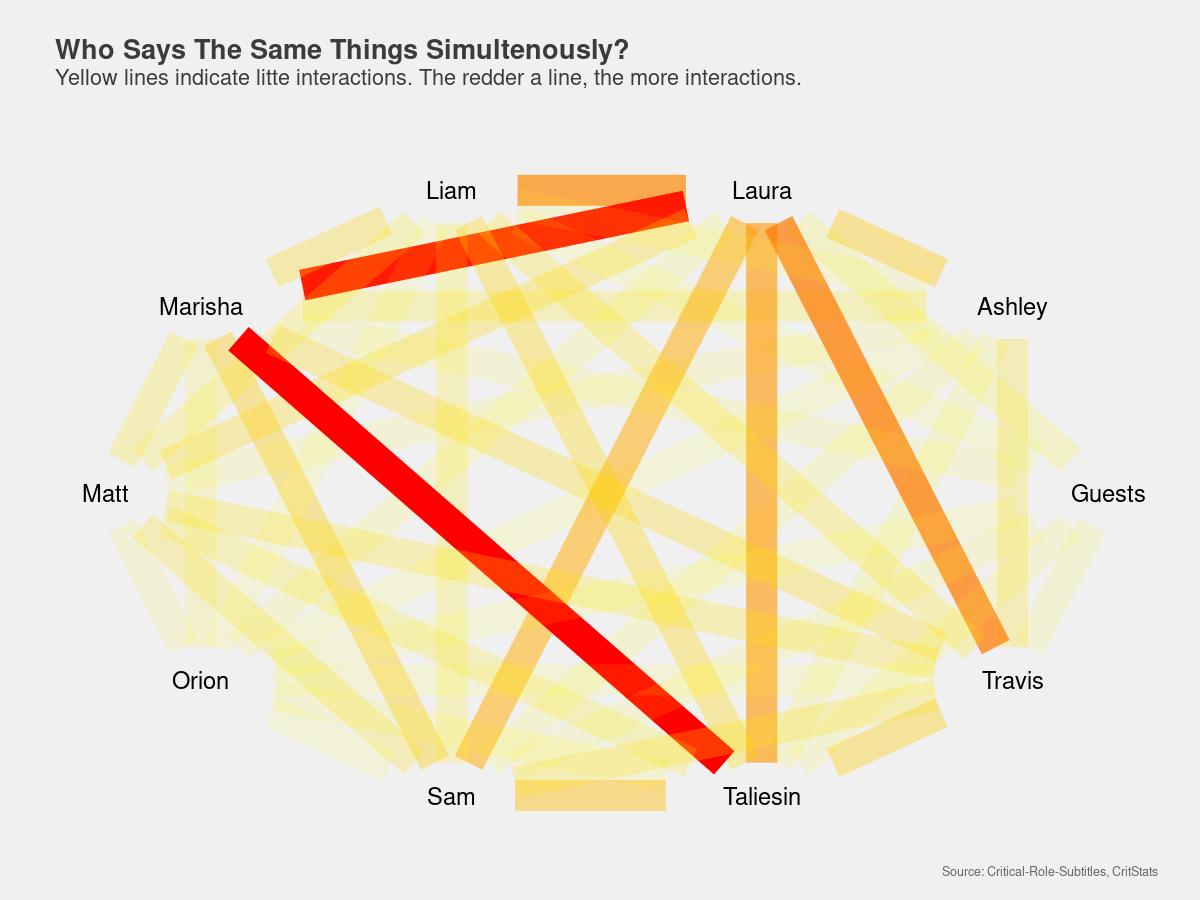 Who Says The Same Things Simultenously?
Yellow lines indicate litte interactions. The redder a line, the more interactions.
Liam
Laura
Marisha
Ashley
Matt
Guests
Orion
Travis
Sam
Taliesin
Source: Critical-Role-Subtitles, CritStats